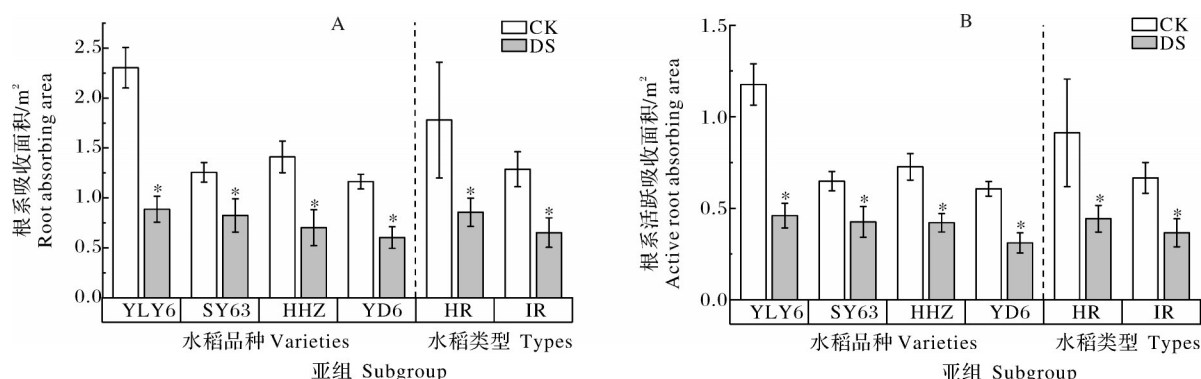 A
CK
DS
根系吸收面积/m²
Root absorbing area
2.5
2.0
1.5
1.0
0.5
0.0
* * * * * *
YLY6 SY63 HHZ YD6 HR IR
水稻品种 Varieties 水稻类型 Types
亚组 Subgroup
B
CK
DS
根系活跃吸收面积/m²
Active root absorbing area
1.5
1.0
0.5
0.0
* * * * * *
YLY6 SY63 HHZ YD6 HR IR
水稻品种 Varieties 水稻类型 Types
亚组 Subgroup